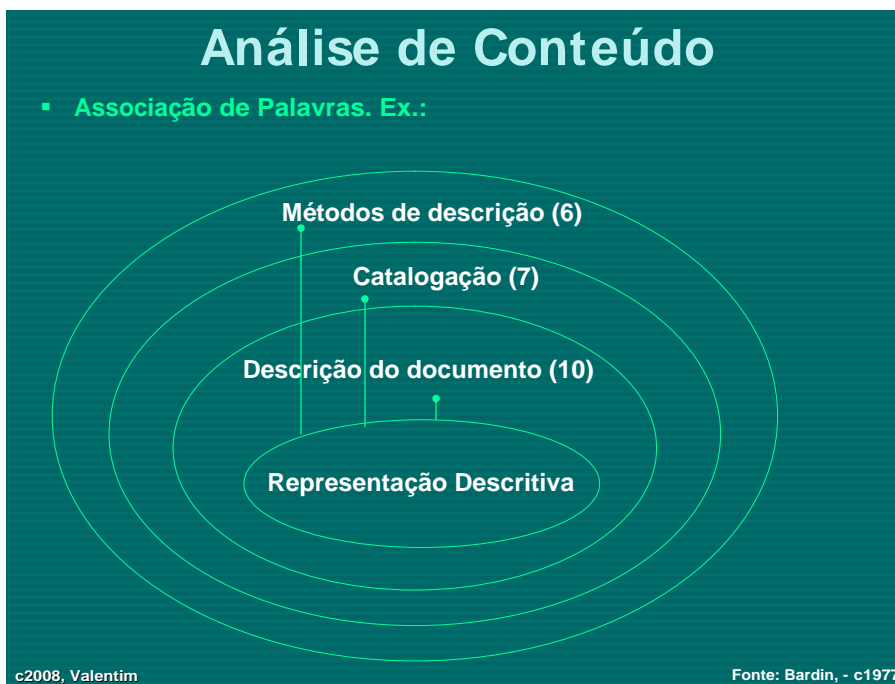 Análise de Conteúdo
▪ Associação de Palavras. Ex.:
Métodos de descrição (6)
Catalogação (7)
Descrição do documento (10)
Representação Descritiva
c2008, Valentim
Fonte: Bardin, - c1977